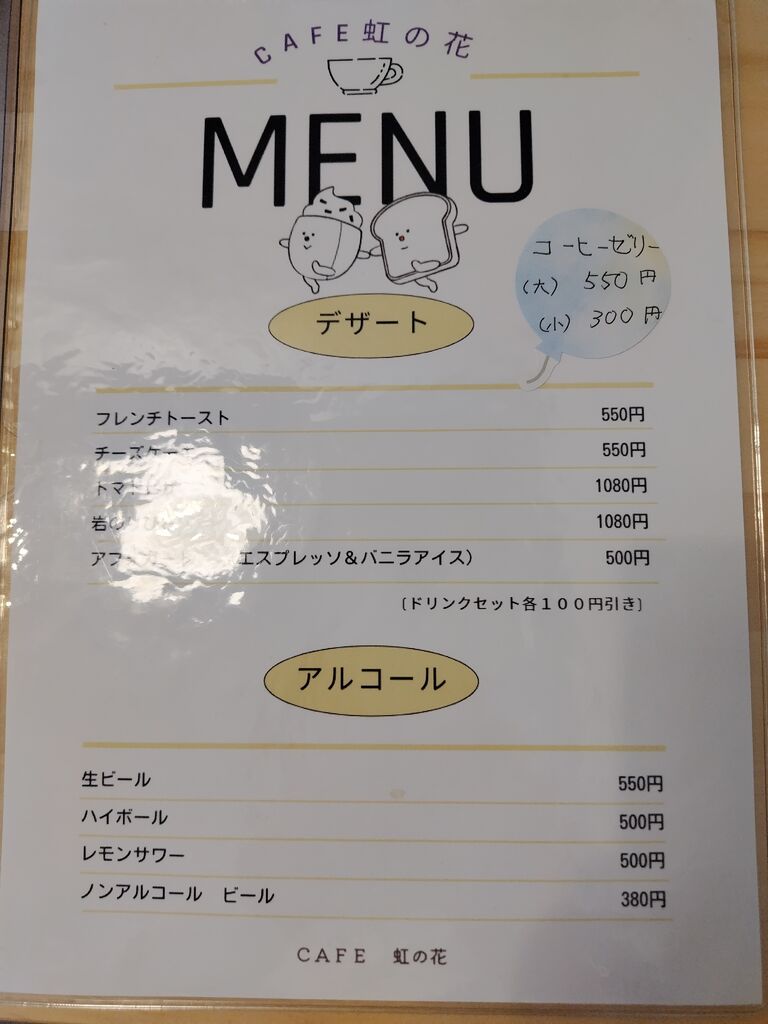 CAFE虹の花
MENU
コーヒーゼリー
(大) 550円
(小) 300円
デザート
フレンチトースト 550円
チーズケーキ 550円
1080円
1080円
エスプレッソ＆バニラアイス） 500円
〔ドリンクセット各１００円引き〕
アルコール
生ビール 550円
ハイボール 500円
レモンサワー 500円
ノンアルコール　ビール 380円
CAFE　虹の花